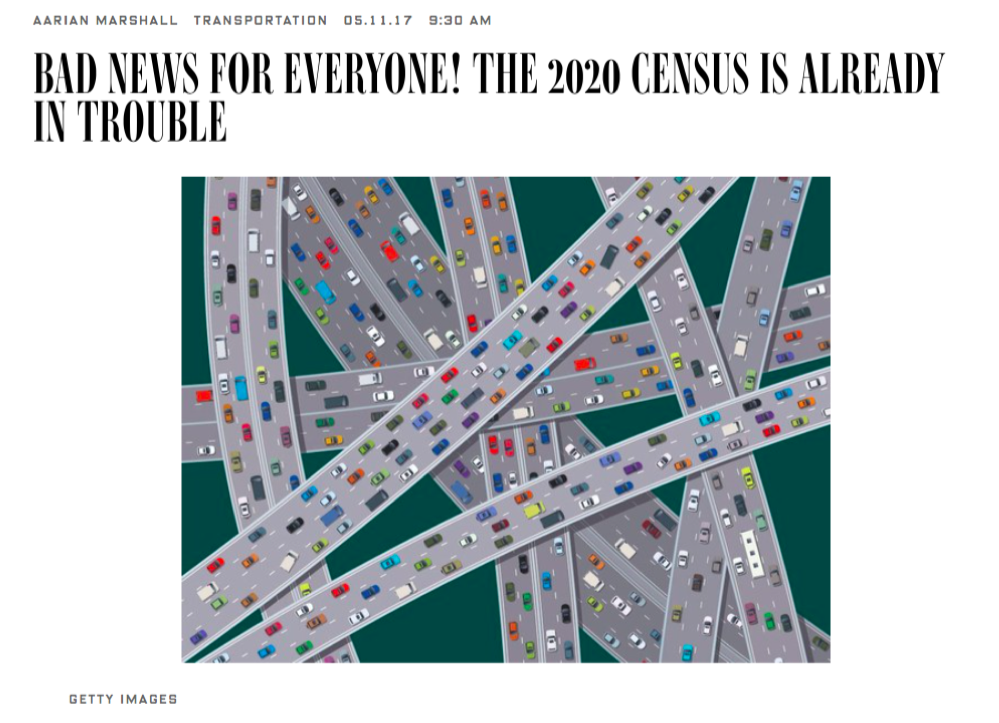 AARIAN MARSHALL TRANSPORTATION 05.11.17 9:30 AM
BAD NEWS FOR EVERYONE! THE 2020 CENSUS IS ALREADY
IN TROUBLE
GETTY IMAGES